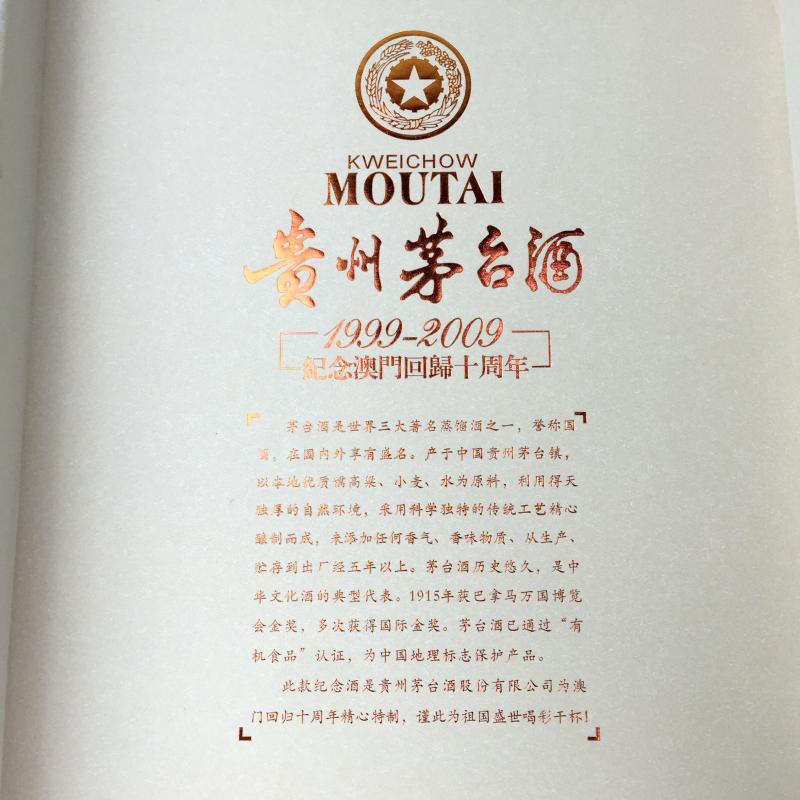 KWEICHOW
MOUTAI
貴州茅台酒
1999-2009
紀念澳門回歸十周年
茅台酒是世界三大著名蒸馏酒之一，誉称国
酒，在国内外享有盛名。产于中国贵州茅台镇，
以本地优质糯高粱、小麦、水为原料，利用得天
独厚的自然环境，采用科学独特的传统工艺精心
酿制而成，未添加任何香气、香味物质、从生产、
贮存到出厂经五年以上。茅台酒历史悠久，是中
华文化酒的典型代表。1915年获巴拿马万国博览
会金奖，多次获得国际金奖。茅台酒已通过“有
机食品”认证，为中国地理标志保护产品。
此款纪念酒是贵州茅台酒股份有限公司为澳
门回归十周年精心特制，谨此为祖国盛世喝彩干杯！